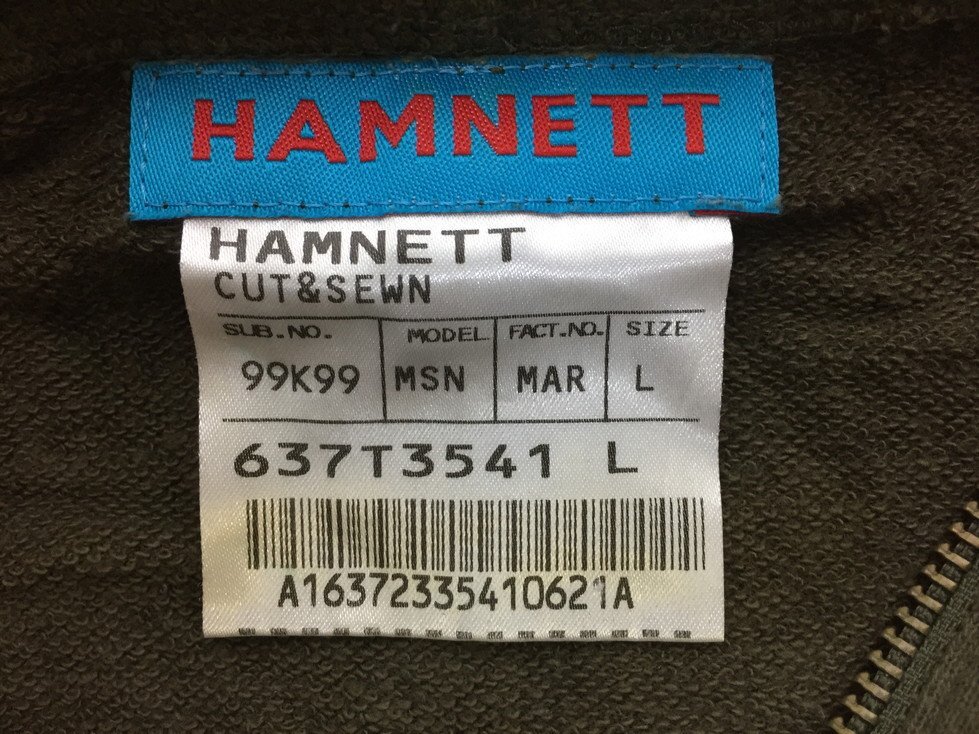 HAMNETT
HAMNETT
CUT&SEWN
SUB.NO. MODEL FACT.NO. SIZE
99K99 MSN MAR L
637T3541 L
A16372335410621A